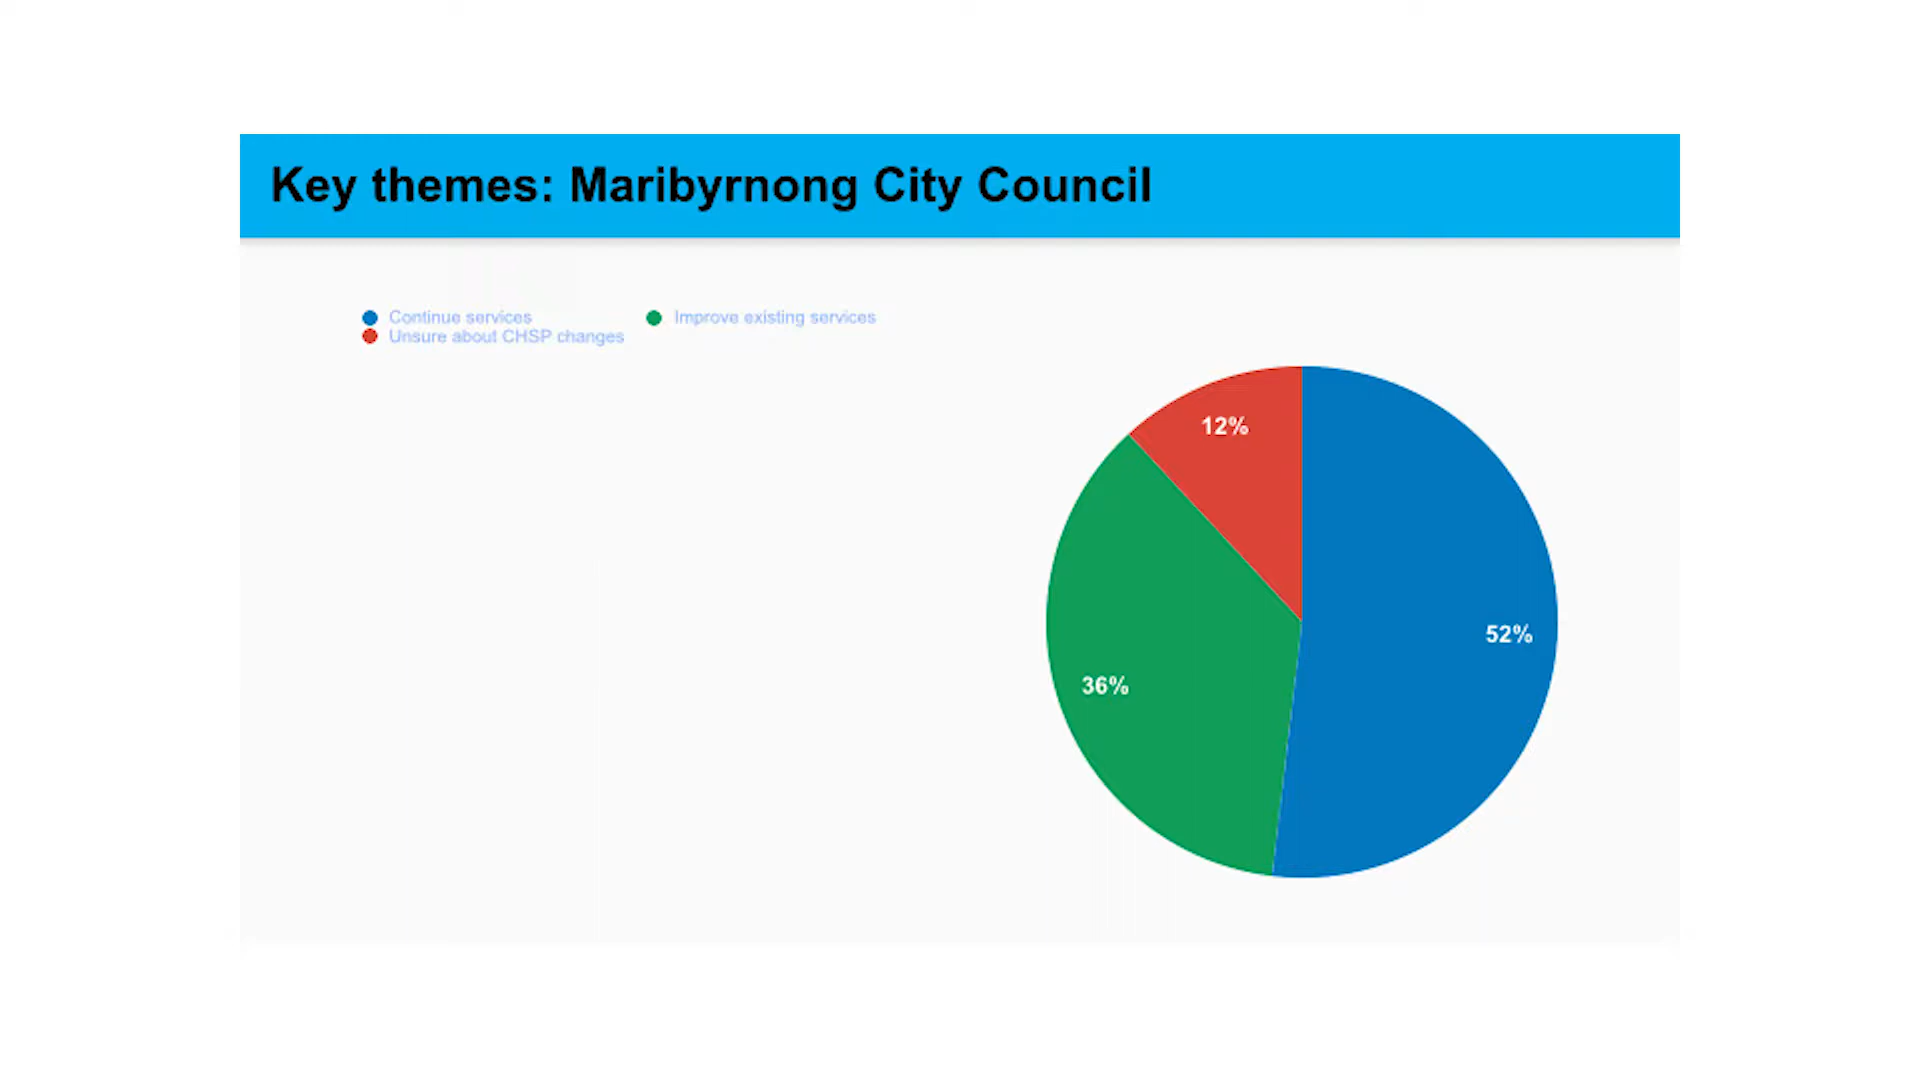 Key themes: Maribyrnong City Council
Continue services
Improve existing services
Unsure about CHSP changes
12%
52%
36%